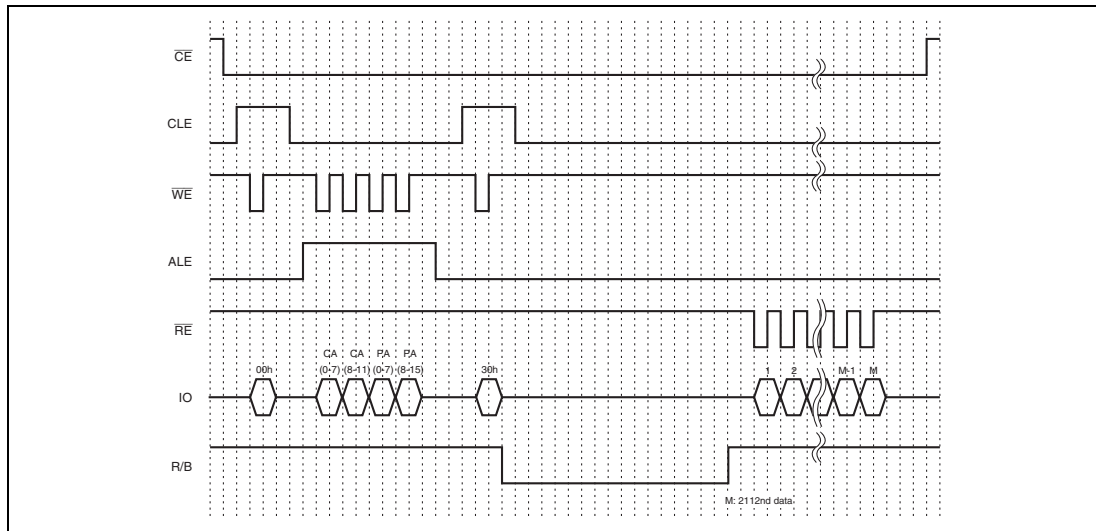 CE
CLE
WE
ALE
RE
CA CA PA PA
00h (0-7) (8-11) (0-7) (8-15) 30h 1 2 M-1 M
IO
R/B
M: 2112nd data